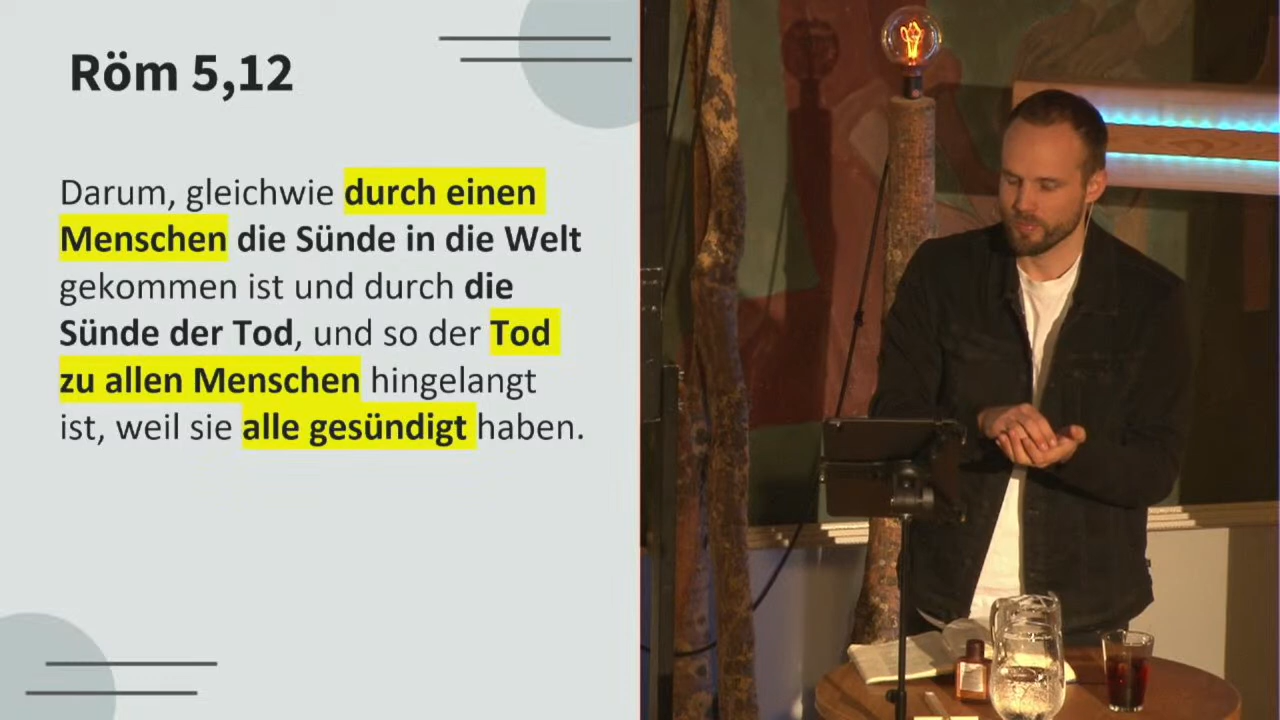 Röm 5,12
Darum, gleichwie durch einen
Menschen die Sünde in die Welt
gekommen ist und durch die
Sünde der Tod, und so der Tod
zu allen Menschen hingelangt
ist, weil sie alle gesündigt haben.